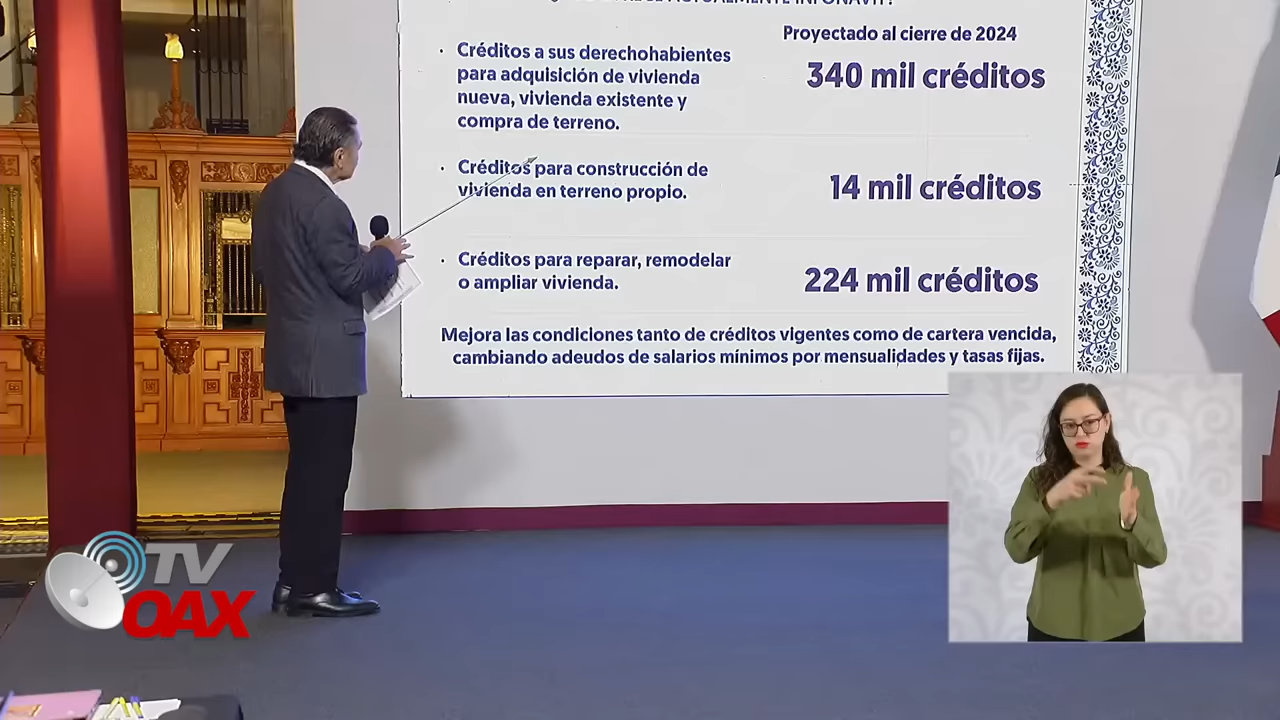 ACTUALMENTE INFONAVIT?
Proyectado al cierre de 2024
· Créditos a sus derechohabientes
para adquisición de vivienda
nueva, vivienda existente y
compra de terreno.
340 mil créditos
· Créditos para construcción de
vivienda en terreno propio.
14 mil créditos
· Créditos para reparar, remodelar
o ampliar vivienda.
224 mil créditos
Mejora las condiciones tanto de créditos vigentes como de cartera vencida,
cambiando adeudos de salarios mínimos por mensualidades y tasas fijas.
TV
OAX